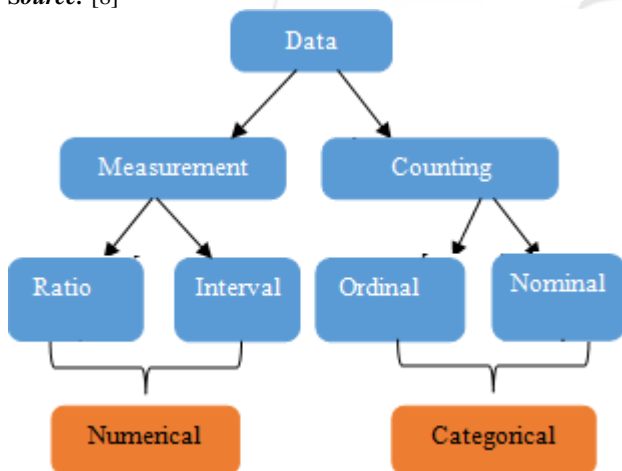 Source: [8]
Data
Measurement Counting
Ratio Interval Ordinal Nominal
Numerical Categorical